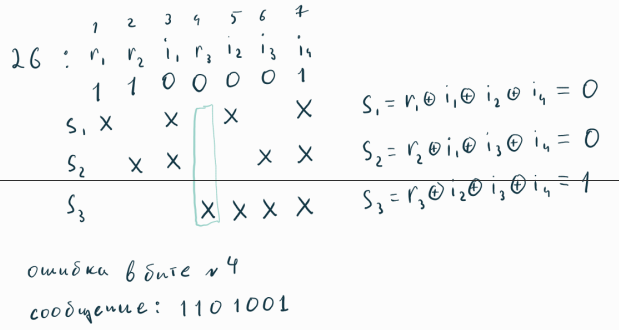 1 2 3 4 5 6 7
26 : r₁ r₂ i₁ r₃ i₂ i₃ i₄
1 1 0 0 0 0 1
S₁ X X X X S₁ = r₁ ⊕ i₁ ⊕ i₂ ⊕ i₄ = 0
S₂ X X X X S₂ = r₂ ⊕ i₁ ⊕ i₃ ⊕ i₄ = 0
S₃ X X X X S₃ = r₃ ⊕ i₂ ⊕ i₃ ⊕ i₄ = 1
ошибка в бите №4
сообщение: 1101001